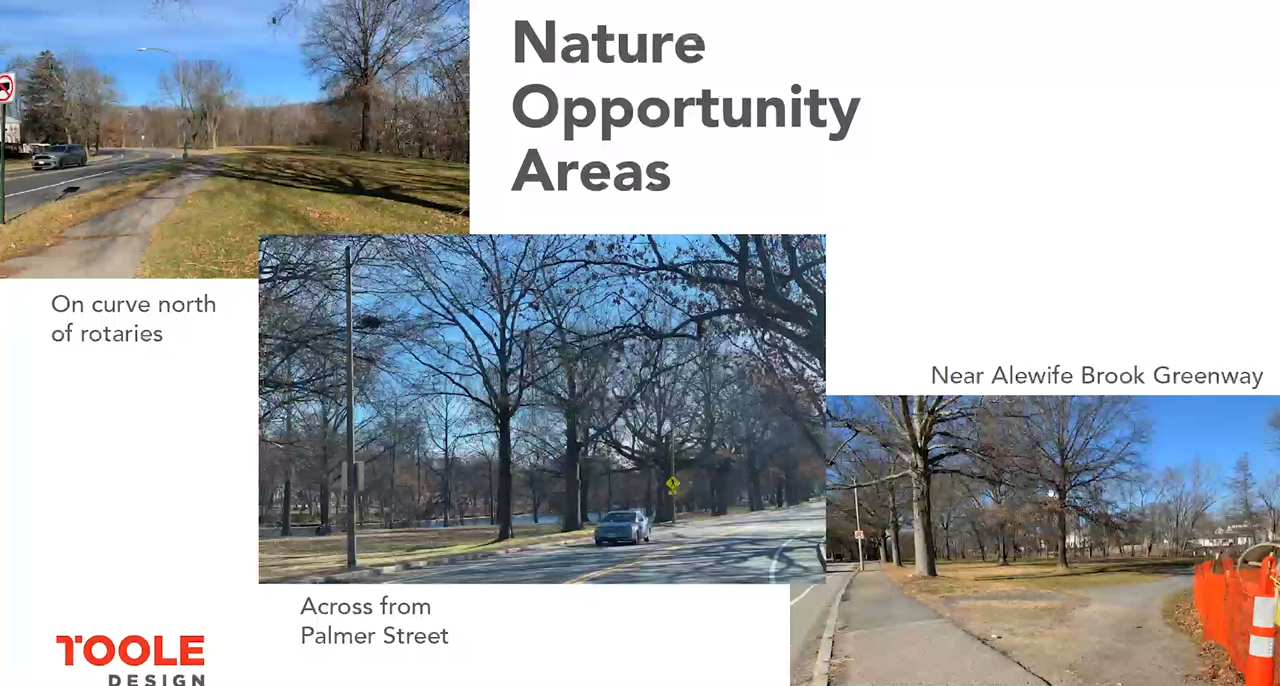 Nature
Opportunity
Areas
On curve north
of rotaries
Near Alewife Brook Greenway
Across from
Palmer Street
TOOLE
DESIGN